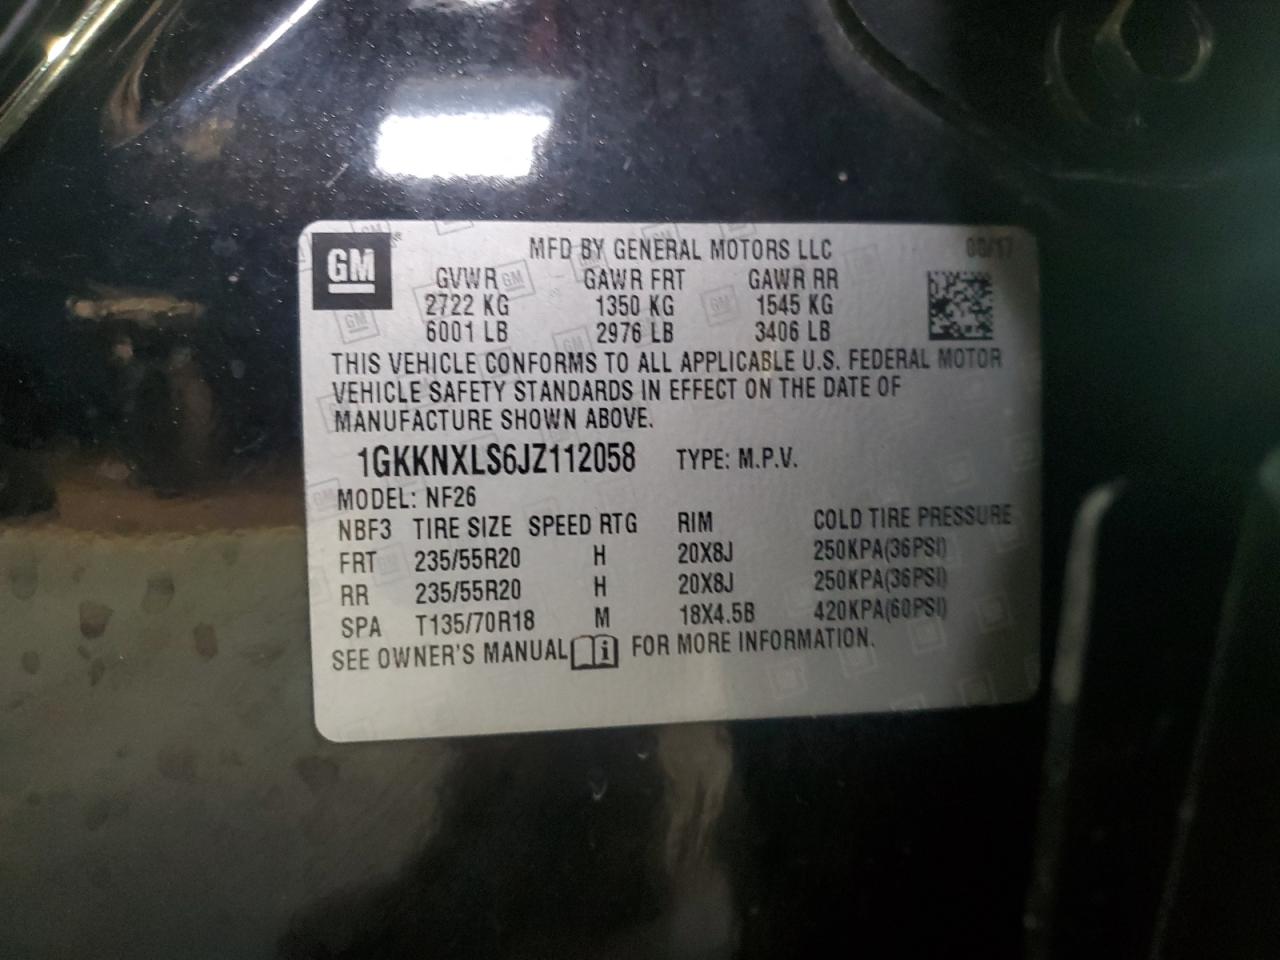 GM
MFD BY GENERAL MOTORS LLC
GVWR GAWR FRT GAWR RR
2722 KG 1350 KG 1545 KG
6001 LB 2976 LB 3406 LB
THIS VEHICLE CONFORMS TO ALL APPLICABLE U.S. FEDERAL MOTOR
VEHICLE SAFETY STANDARDS IN EFFECT ON THE DATE OF
MANUFACTURE SHOWN ABOVE.
1GKKNXLS6JZ112058 TYPE: M.P.V.
MODEL: NF26
NBF3 TIRE SIZE SPEED RTG RIM COLD TIRE PRESSURE
FRT 235/55R20 H 20X8J 250KPA(36PSI)
RR 235/55R20 H 20X8J 250KPA(36PSI)
SPA T135/70R18 M 18X4.5B 420KPA(60PSI)
SEE OWNER'S MANUAL FOR MORE INFORMATION.